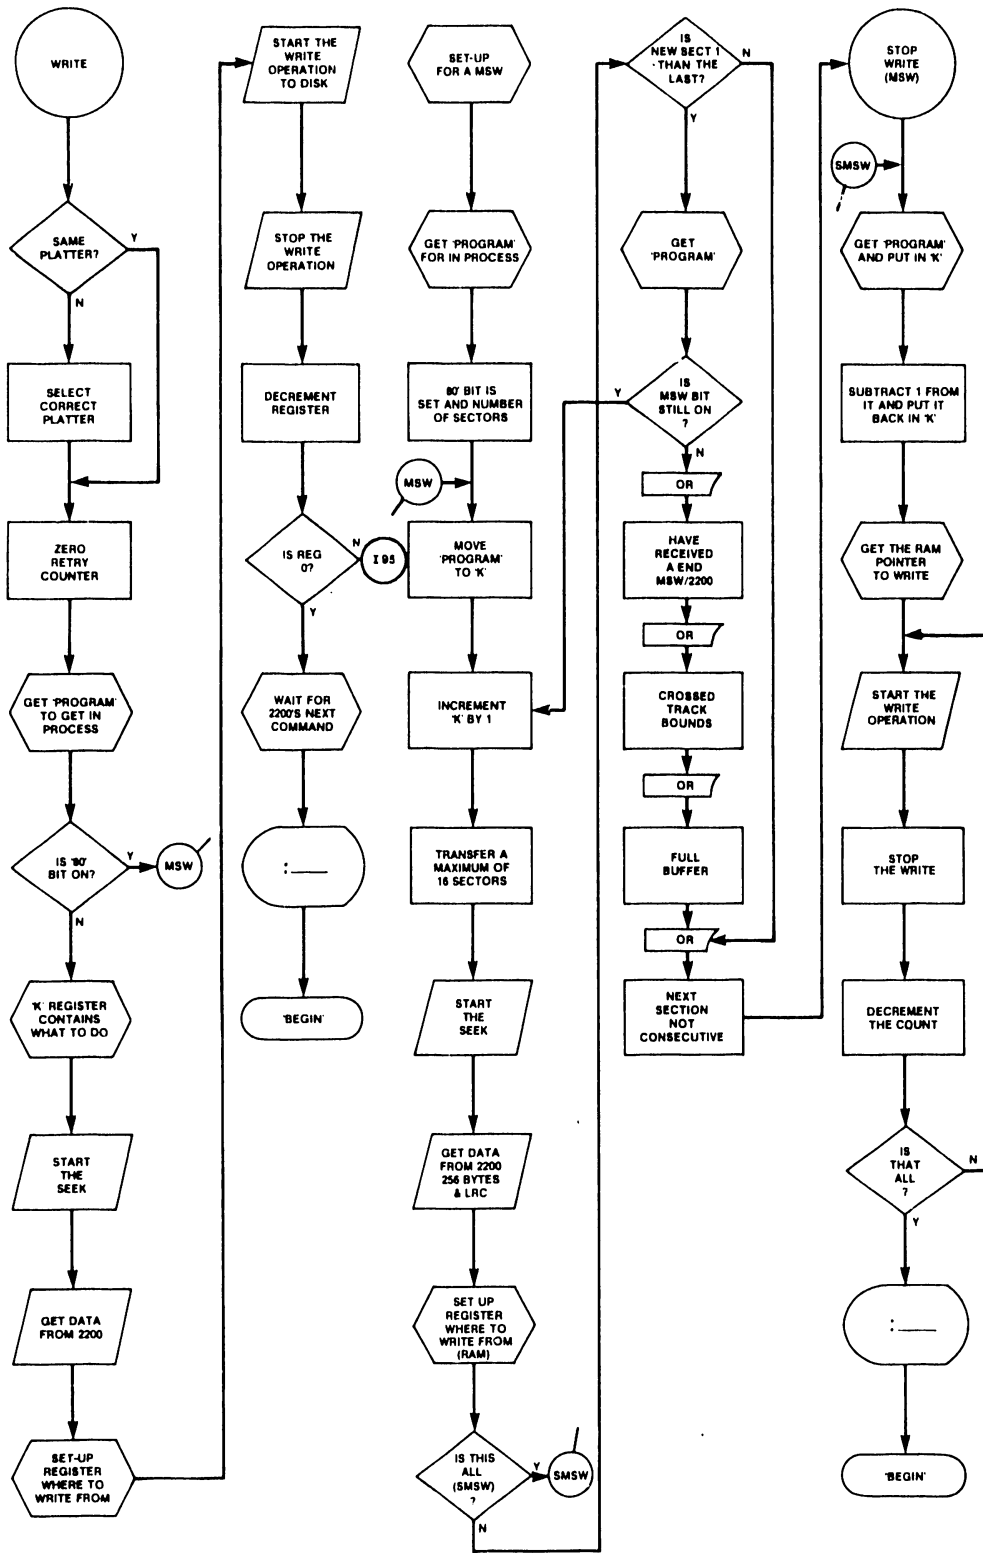 WRITE
SAME
PLATTER?
Y
N
SELECT
CORRECT
PLATTER
ZERO
RETRY
COUNTER
GET 'PROGRAM'
TO GET IN
PROCESS
IS '80'
BIT ON?
Y
MSW
N
'K' REGISTER
CONTAINS
WHAT TO DO
START
THE
SEEK
GET DATA
FROM 2200
SET-UP
REGISTER
WHERE TO
WRITE FROM
START THE
WRITE
OPERATION
TO DISK
STOP THE
WRITE
OPERATION
DECREMENT
REGISTER
IS REG
0?
N
I 95
Y
WAIT FOR
2200'S NEXT
COMMAND
: ____
'BEGIN'
SET-UP
FOR A MSW
GET 'PROGRAM'
FOR IN PROCESS
80' BIT IS
SET AND NUMBER
OF SECTORS
MSW
MOVE
'PROGRAM'
TO 'K'
INCREMENT
'K' BY 1
TRANSFER A
MAXIMUM OF
16 SECTORS
START
THE
SEEK
GET DATA
FROM 2200
256 BYTES
& LRC
SET UP
REGISTER
WHERE TO
WRITE FROM
(RAM)
IS THIS
ALL
(SMSW)
?
Y
SMSW
N
IS
NEW SECT 1
THAN THE
LAST?
N
Y
GET
'PROGRAM'
IS
MSW BIT
STILL ON
?
Y
N
OR
HAVE
RECEIVED
A END
MSW/2200
OR
CROSSED
TRACK
BOUNDS
OR
FULL
BUFFER
OR
NEXT
SECTION
NOT
CONSECUTIVE
STOP
WRITE
(MSW)
SMSW
GET 'PROGRAM'
AND PUT IN 'K'
SUBTRACT 1 FROM
IT AND PUT IT
BACK IN 'K'
GET THE RAM
POINTER
TO WRITE
START THE
WRITE
OPERATION
STOP
THE WRITE
DECREMENT
THE COUNT
IS
THAT
ALL
?
N
Y
: ____
'BEGIN'